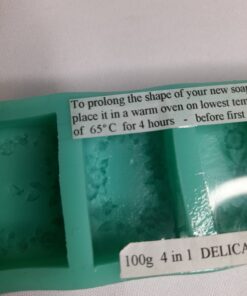 To prolong the shape of your new soap
place it in a warm oven on lowest tem
of 65°C for 4 hours - before first
100g 4 in 1 DELICA